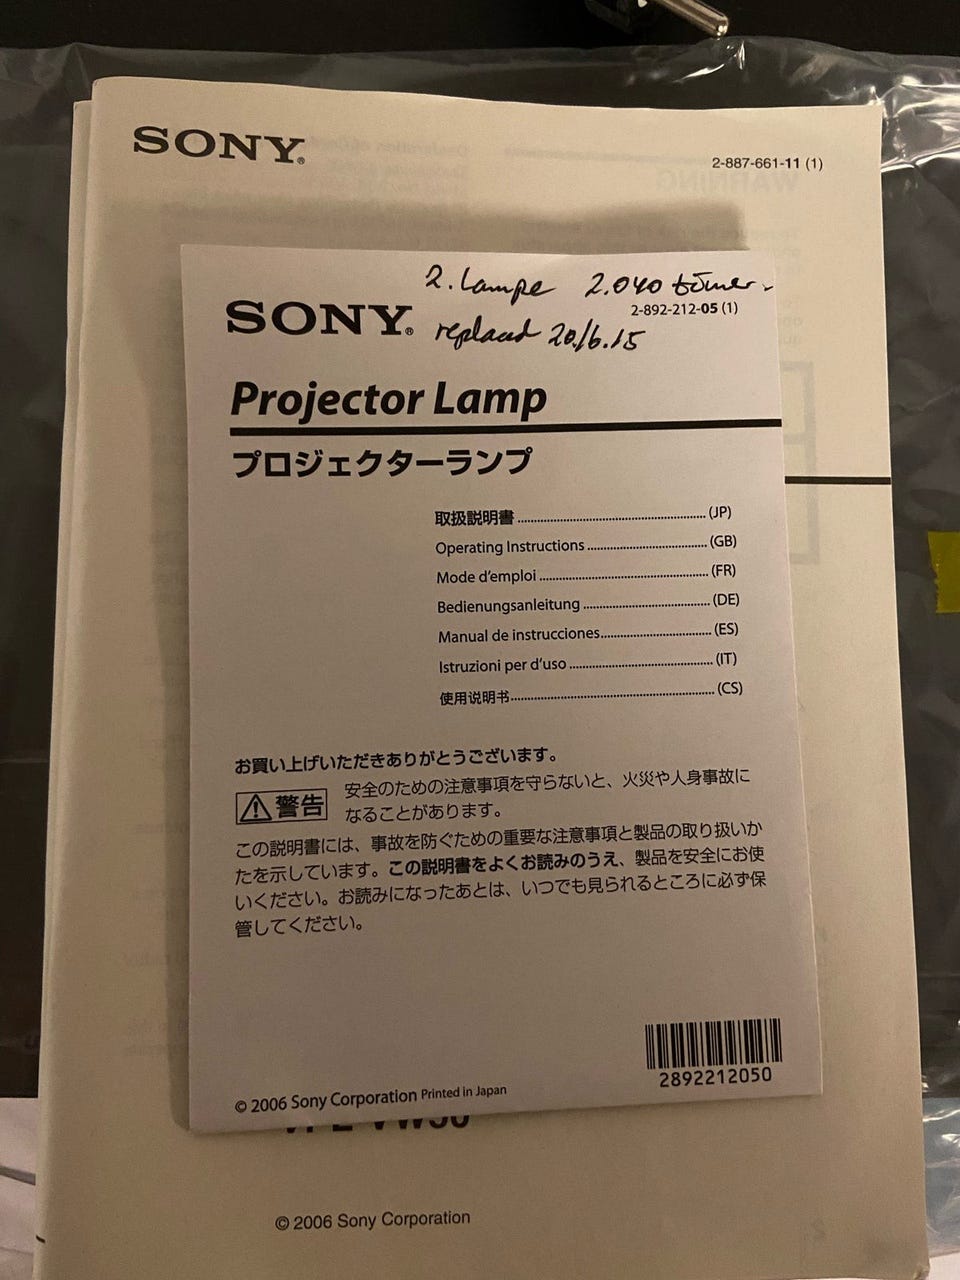 SONY®
2-887-661-11 (1)
2. Lampe 2.040 timer
SONY®
2-892-212-05 (1)
replaced 20/6.15
Projector Lamp
プロジェクターランプ
取扱説明書 (JP)
Operating Instructions (GB)
Mode d'emploi (FR)
Bedienungsanleitung (DE)
Manual de instrucciones (ES)
Istruzioni per d'uso (IT)
使用说明书 (CS)
お買い上げいただきありがとうございます。
警告
安全のための注意事項を守らないと、火災や人身事故に
なることがあります。
この説明書には、事故を防ぐための重要な注意事項と製品の取り扱いか
たを示しています。この説明書をよくお読みのうえ、製品を安全にお使
いください。お読みになったあとは、いつでも見られるところに必ず保
管してください。
2892212050
© 2006 Sony Corporation Printed in Japan
© 2006 Sony Corporation